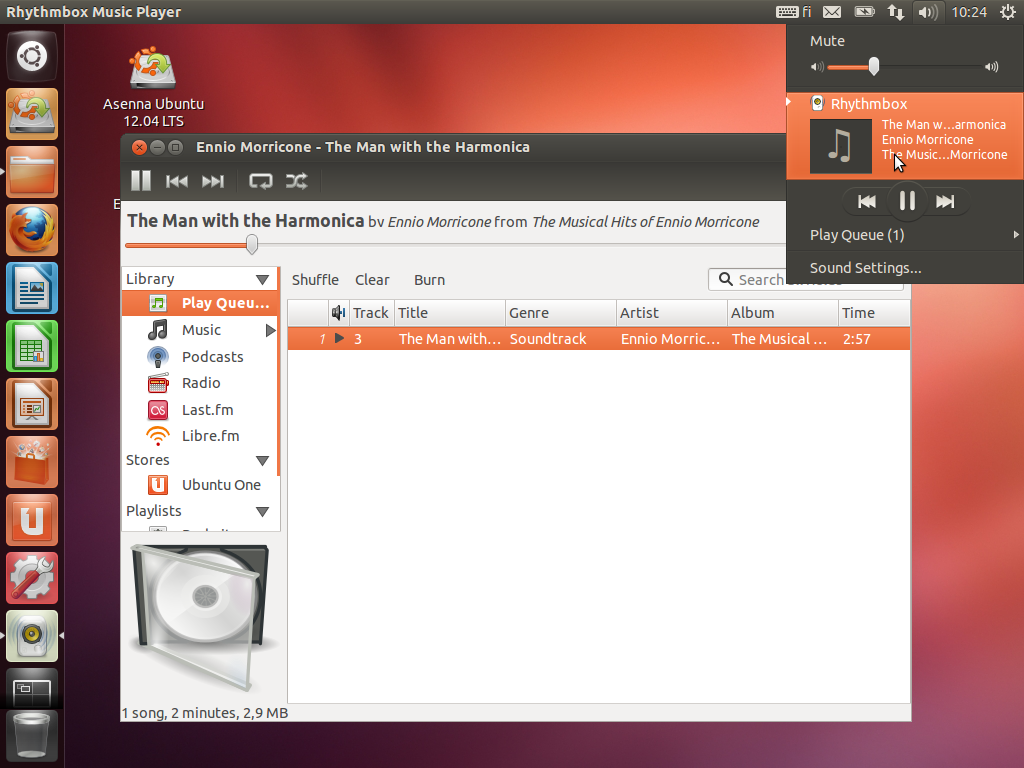 Rhythmbox Music Player
fi
10:24
Asenna Ubuntu
12.04 LTS
E
Mute
Rhythmbox
The Man w...armonica
Ennio Morricone
The Music...Morricone
Play Queue (1)
Sound Settings...
Ennio Morricone - The Man with the Harmonica
The Man with the Harmonica by Ennio Morricone from The Musical Hits of Ennio Morricone
Library
Play Queu...
Music
Podcasts
Radio
Last.fm
Libre.fm
Stores
Ubuntu One
Playlists
Shuffle Clear Burn
Search
Track Title Genre Artist Album Time
1 3 The Man with... Soundtrack Ennio Morric... The Musical ... 2:57
1 song, 2 minutes, 2,9 MB